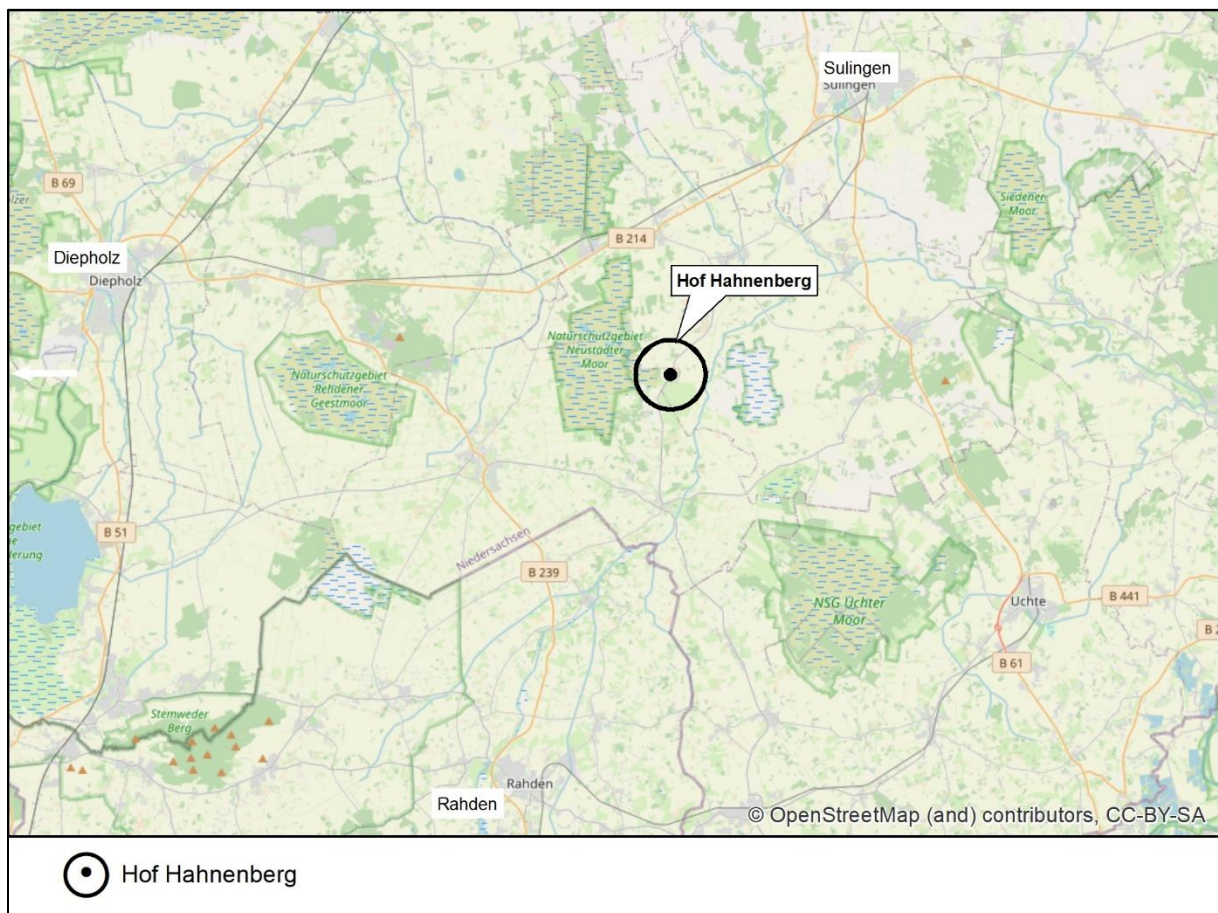 Sulingen
Sulingen
B 69
Diepholz
Diepholz
B 214
Siedener
Moor
Hof Hahnenberg
Naturschutzgebiet
Neustädter
Moor
Naturschutzgebiet
Rehdener
Geestmoor
B 51
Niedersachsen
B 239
NSG Uchter
Moor
Uchte
B 441
B 61
Stemweder
Berg
Rahden
Rahden
© OpenStreetMap (and) contributors, CC-BY-SA
Hof Hahnenberg